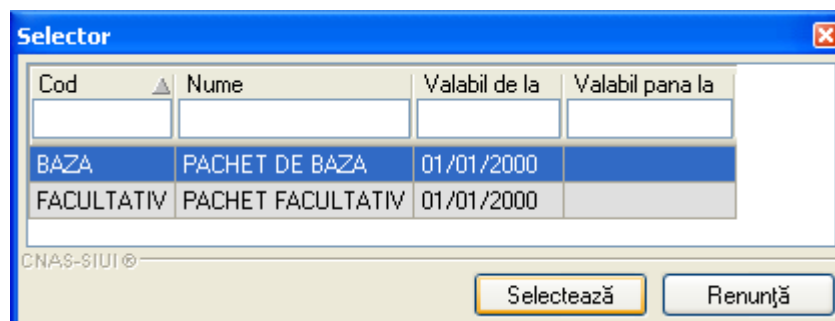 Selector
Cod Nume Valabil de la Valabil pana la
BAZA PACHET DE BAZA 01/01/2000
FACULTATIV PACHET FACULTATIV 01/01/2000
CNAS-SIUI ®
Selectează Renunță